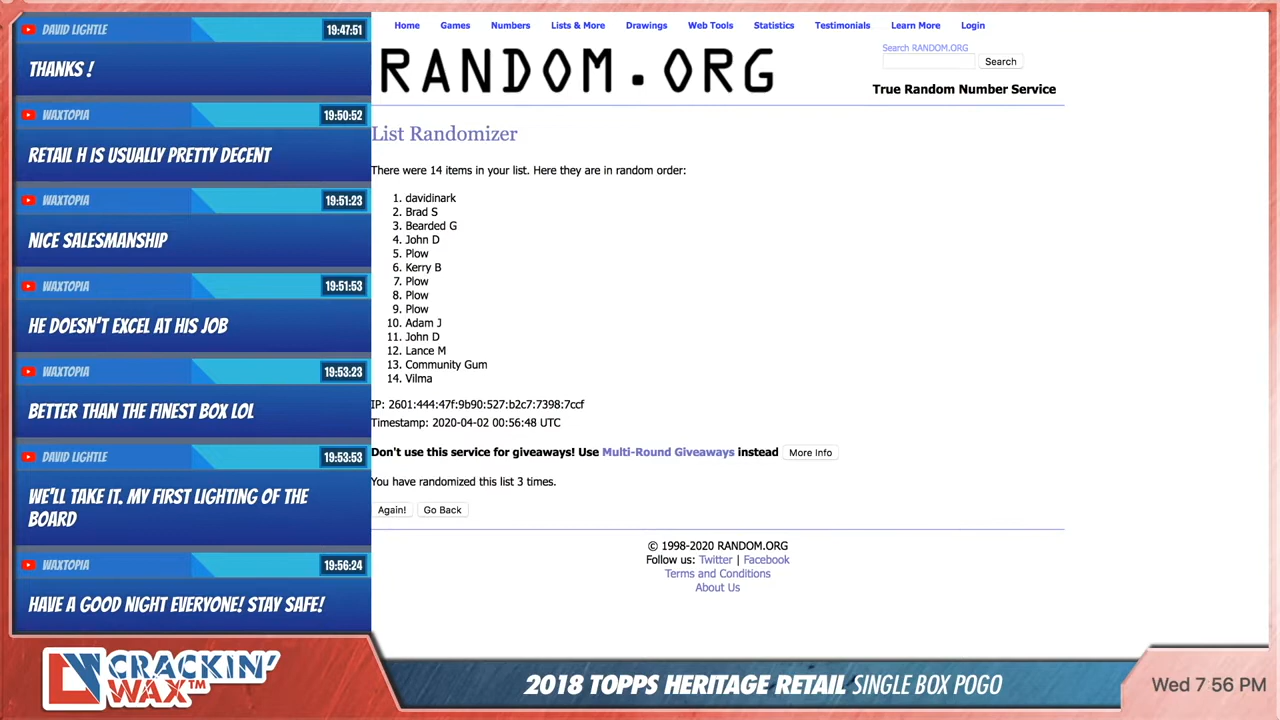 DAVID LIGHTLE 19:47:51
THANKS !
WAXTOPIA 19:50:52
RETAIL H IS USUALLY PRETTY DECENT
WAXTOPIA 19:51:23
NICE SALESMANSHIP
WAXTOPIA 19:51:53
HE DOESN'T EXCEL AT HIS JOB
WAXTOPIA 19:53:23
BETTER THAN THE FINEST BOX LOL
DAVID LIGHTLE 19:53:53
WE'LL TAKE IT. MY FIRST LIGHTING OF THE
BOARD
WAXTOPIA 19:56:24
HAVE A GOOD NIGHT EVERYONE! STAY SAFE!
Home Games Numbers Lists & More Drawings Web Tools Statistics Testimonials Learn More Login
RANDOM.ORG
Search RANDOM.ORG
Search
True Random Number Service
List Randomizer
There were 14 items in your list. Here they are in random order:
1. davidinark
2. Brad S
3. Bearded G
4. John D
5. Plow
6. Kerry B
7. Plow
8. Plow
9. Plow
10. Adam J
11. John D
12. Lance M
13. Community Gum
14. Vilma
IP: 2601:444:47f:9b90:527:b2c7:7398:7ccf
Timestamp: 2020-04-02 00:56:48 UTC
Don't use this service for giveaways! Use Multi-Round Giveaways instead More Info
You have randomized this list 3 times.
Again! Go Back
© 1998-2020 RANDOM.ORG
Follow us: Twitter | Facebook
Terms and Conditions
About Us
CRACKIN'
WAX™
2018 TOPPS HERITAGE RETAIL SINGLE BOX POGO
Wed 7:56 PM